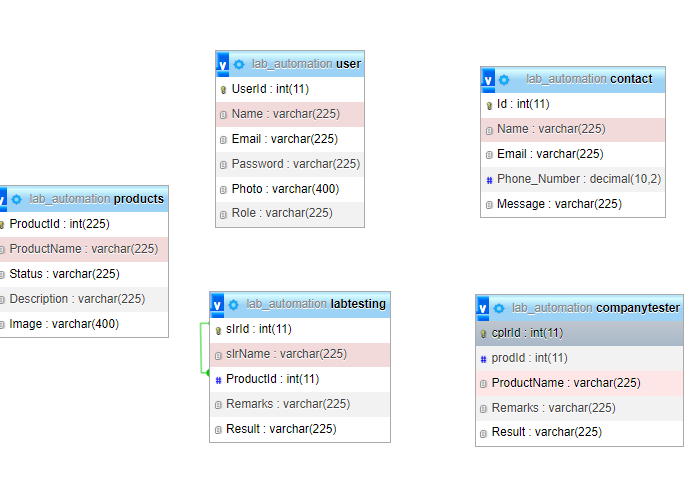 v lab_automation user
UserId : int(11)
Name : varchar(225)
Email : varchar(225)
Password : varchar(225)
Photo : varchar(400)
Role : varchar(225)
v lab_automation contact
Id : int(11)
Name : varchar(225)
Email : varchar(225)
# Phone_Number : decimal(10,2)
Message : varchar(225)
v lab_automation products
ProductId : int(225)
ProductName : varchar(225)
Status : varchar(225)
Description : varchar(225)
Image : varchar(400)
v lab_automation labtesting
slrId : int(11)
slrName : varchar(225)
# ProductId : int(11)
Remarks : varchar(225)
Result : varchar(225)
v lab_automation companytester
cplrId : int(11)
# prodId : int(11)
ProductName : varchar(225)
Remarks : varchar(225)
Result : varchar(225)